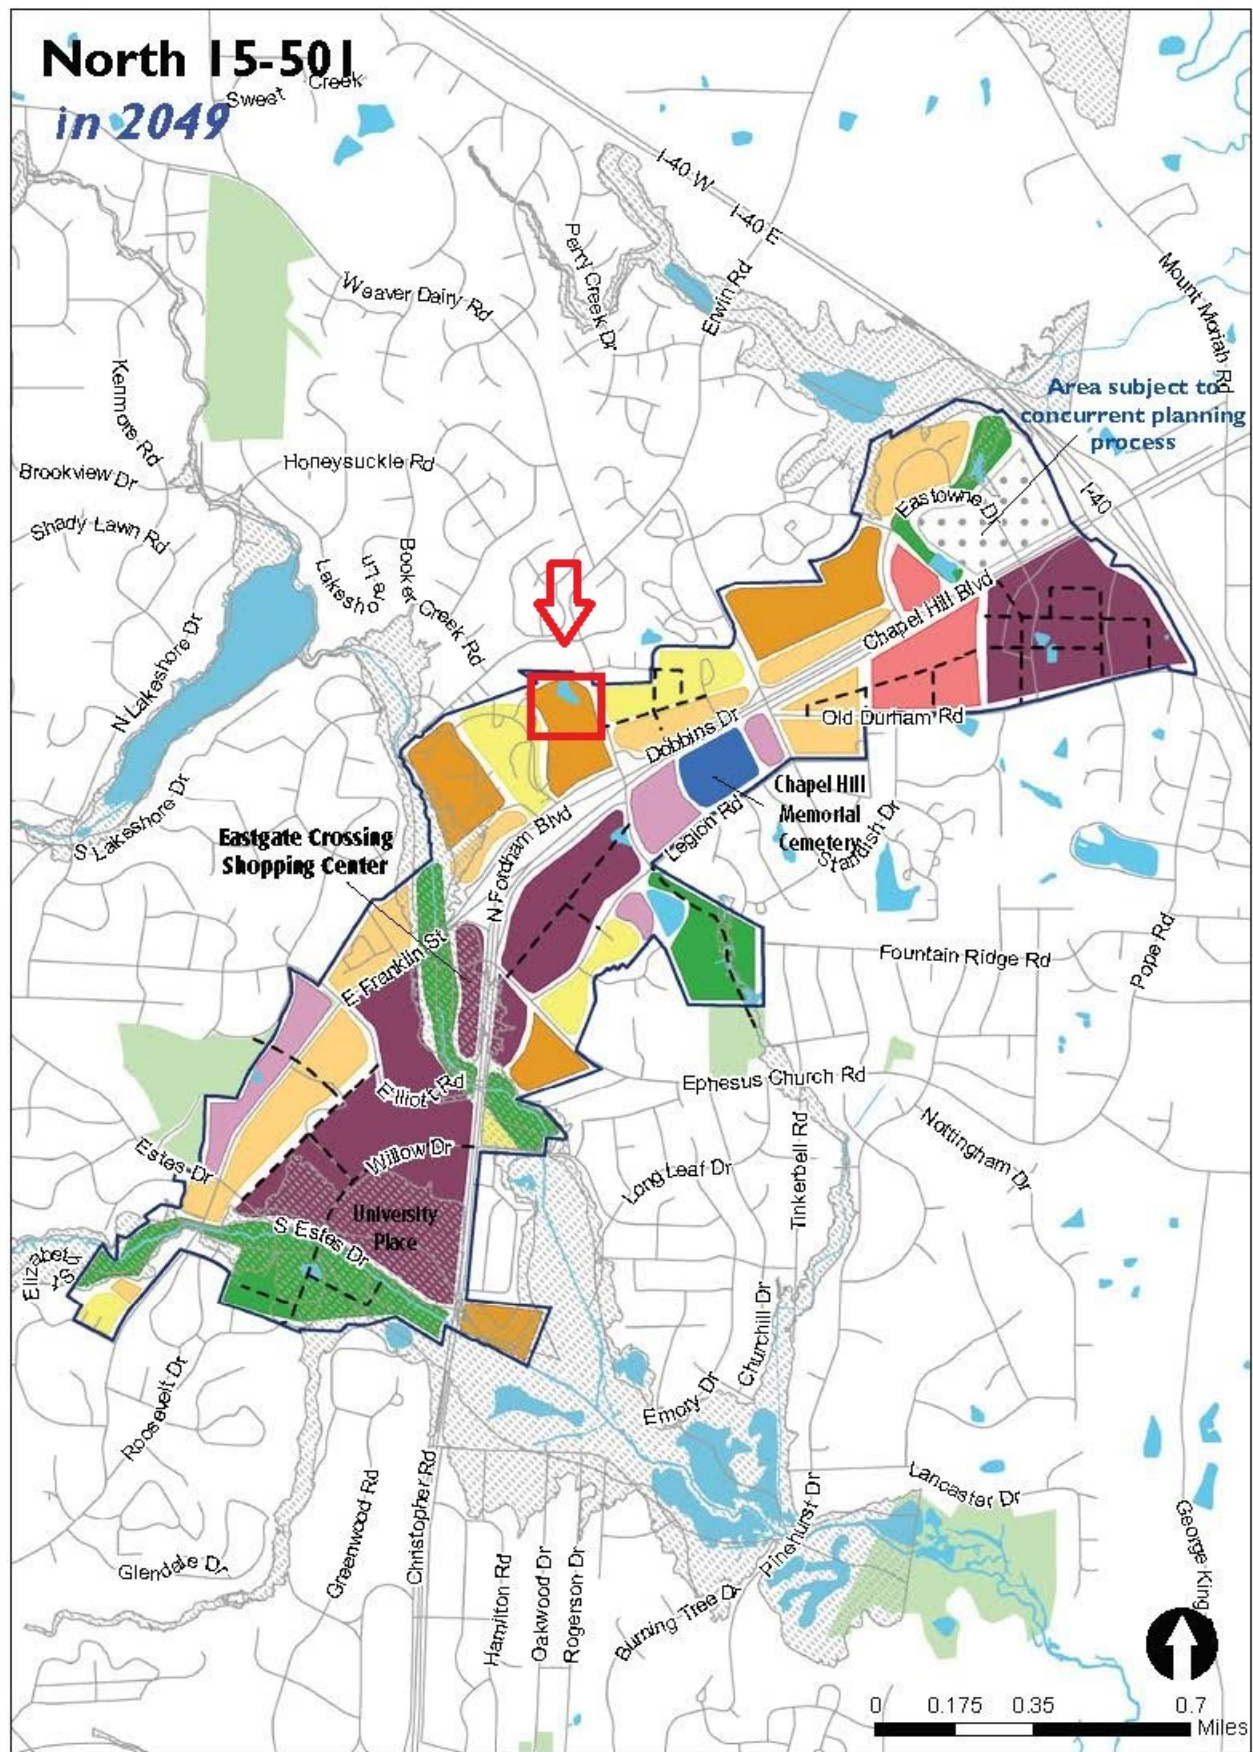 North 15-501
in 2049
Sweet Creek
I-40 W
I-40 E
Perry Creek Dr
Erwin Rd
Mount Moriah Rd
Weaver Dairy Rd
Kenmore Rd
Area subject to
concurrent planning
process
Honeysuckle Rd
Brookview Dr
I-40
Eastowne Dr
Shady Lawn Rd
Booker Creek Rd
Chapel Hill Blvd
N Lakeshore Dr
Old Durham Rd
Dobbins Dr
Chapel Hill
Memorial
Cemetery
S Lakeshore Dr
Legion Rd
Standish Dr
Eastgate Crossing
Shopping Center
N Fordham Blvd
E Franklin St
Fountain Ridge Rd
Pope Rd
Elliott Rd
Ephesus Church Rd
Estes Dr
Willow Dr
Long Leaf Dr
Tinkerbell Rd
Nottingham Dr
University
Place
S Estes Dr
Churchill Dr
Roosevelt Dr
Emory Dr
Lancaster Dr
Greenwood Rd
Christopher Rd
Pinehurst Dr
George King
Glendale Dr
Hamilton Rd
Oakwood Dr
Rogerson Dr
Burning Tree Dr
0 0.175 0.35 0.7
Miles